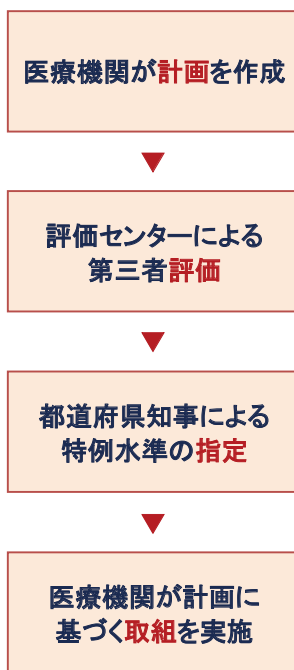 医療機関が計画を作成
評価センターによる
第三者評価
都道府県知事による
特例水準の指定
医療機関が計画に
基づく取組を実施